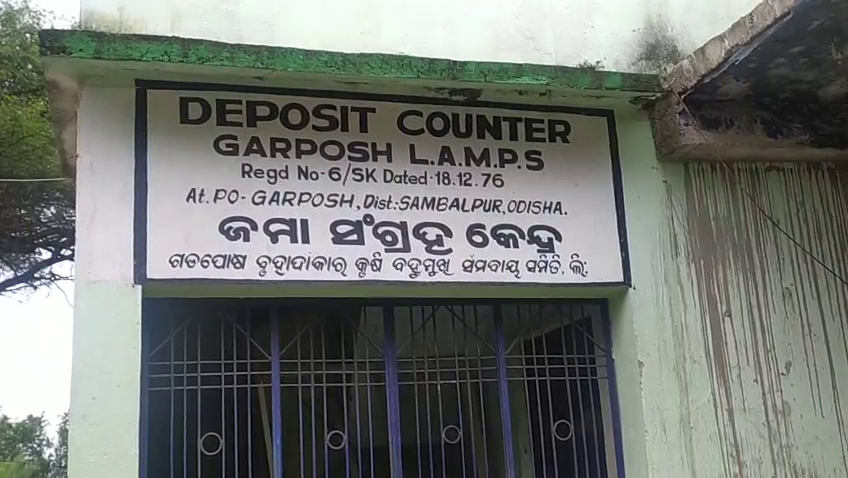 DEPOSIT COUNTER
GARPOSH L.A.M.P.S
Regd No-6/SK Dated-18.12.76
At.PO-GARPOSH,Dist:SAMBALPUR,ODISHA.
ଜମା ସଂଗ୍ରହ କେନ୍ଦ୍ର
ଗଡପୋଷ ବୃହାଦାକାର କୃଷି ବହୁମୁଖି ସମବାୟ ସମିତି, ଲି: